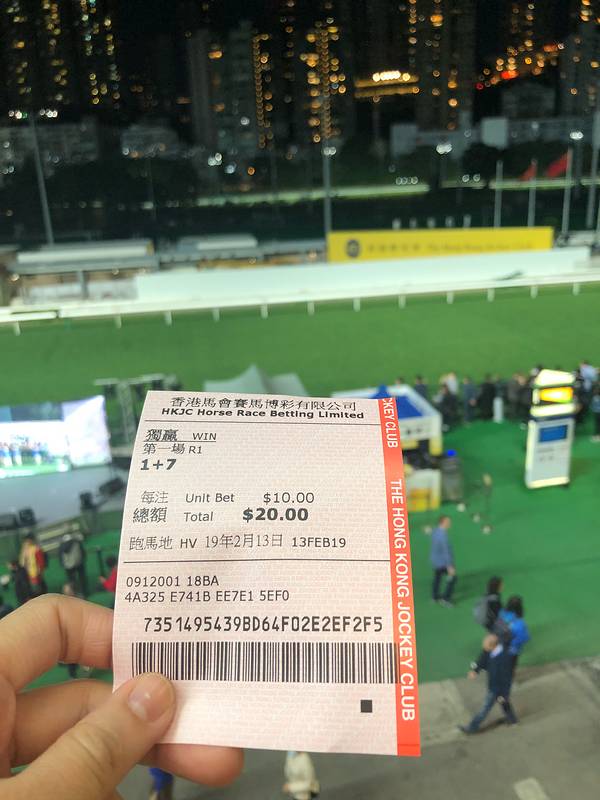 香港馬會賽馬博彩有限公司
HKJC Horse Race Betting Limited
獨贏 WIN
第一場 R1
1+7
每注 Unit Bet $10.00
總額 Total $20.00
跑馬地 HV 19年2月13日 13FEB19
0912001 18BA
4A325 E741B EE7E1 5EF0
7351495439BD64F02E2EF2F5
CKEY CLUB
THE HONG KONG JOCKEY CLUB